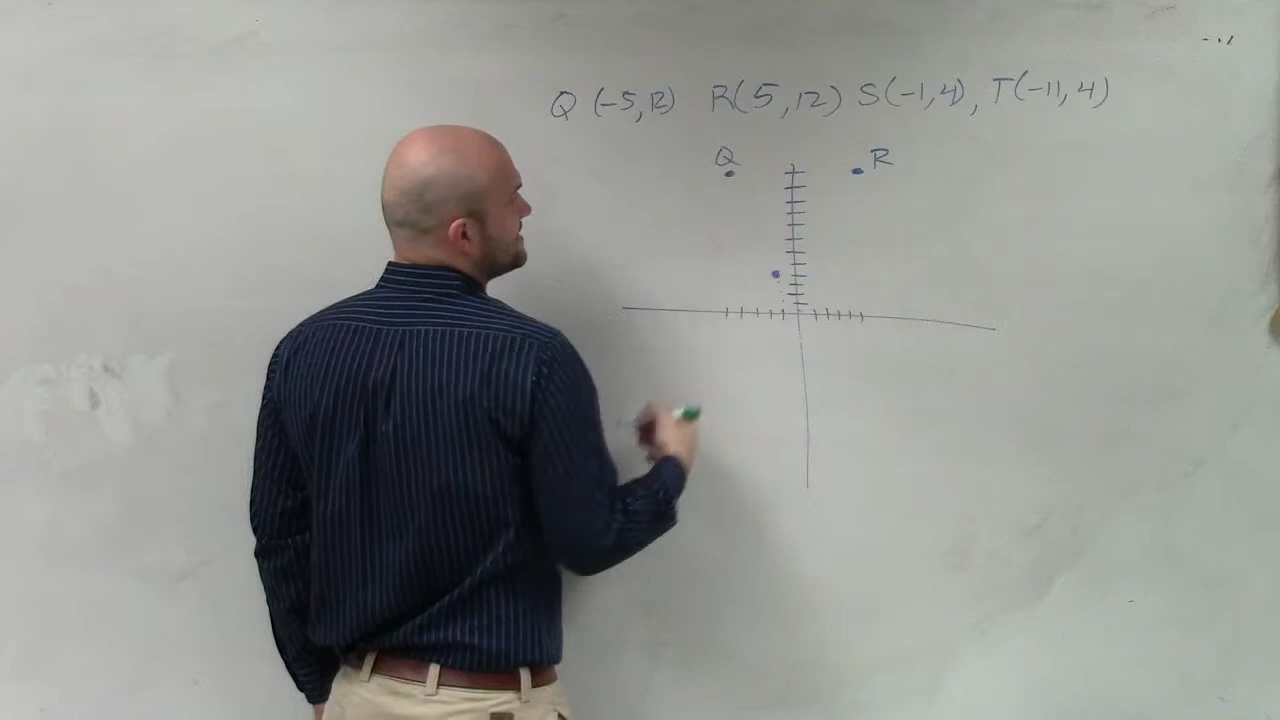 Q (-5, 12) R(5, 12) S(-1, 4), T(-11, 4)
Q R